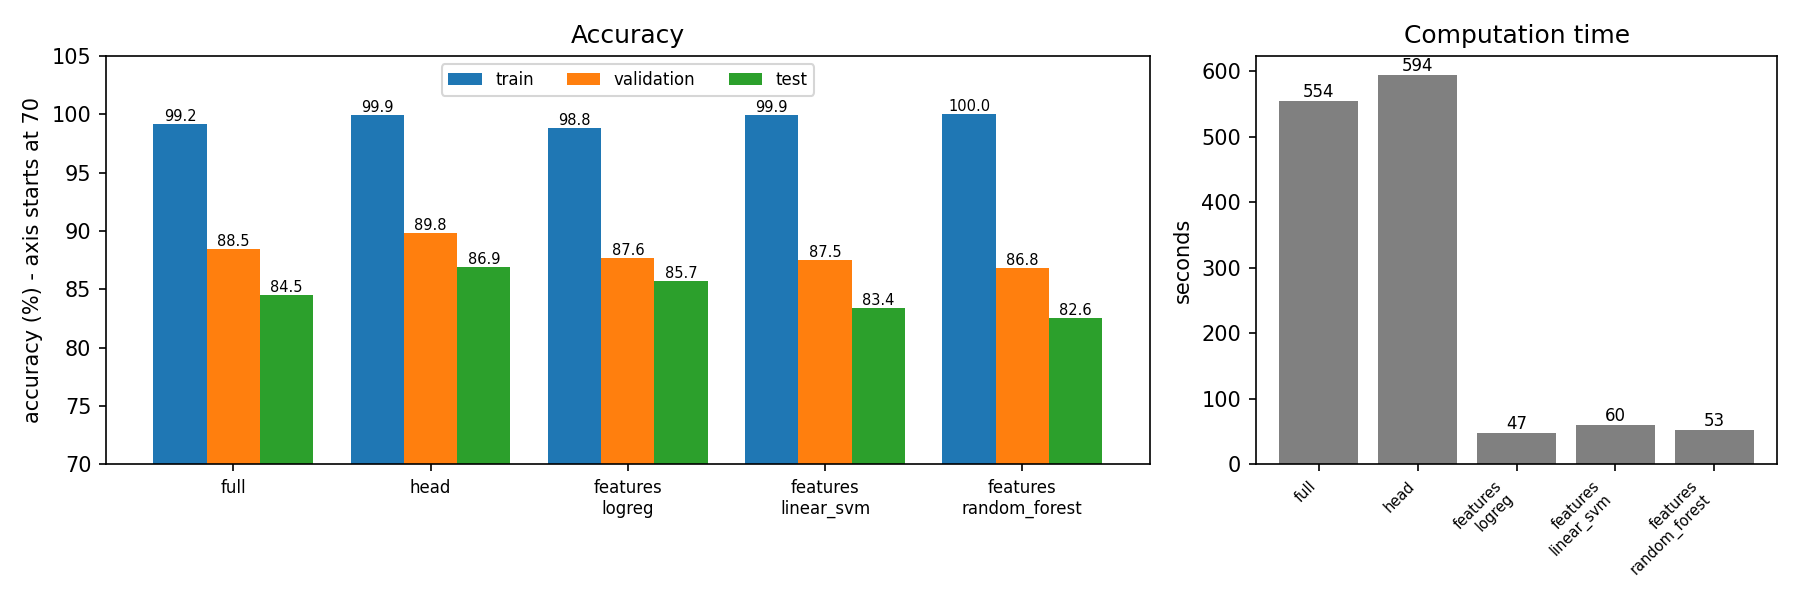 Accuracy
accuracy (%) - axis starts at 70
105
100
95
90
85
80
75
70
train
validation
test
99.2
88.5
84.5
99.9
89.8
86.9
98.8
87.6
85.7
99.9
87.5
83.4
100.0
86.8
82.6
full
head
features
logreg
features
linear_svm
features
random_forest
Computation time
seconds
600
500
400
300
200
100
0
554
594
47
60
53
full
head
features
logreg
features
linear_svm
features
random_forest